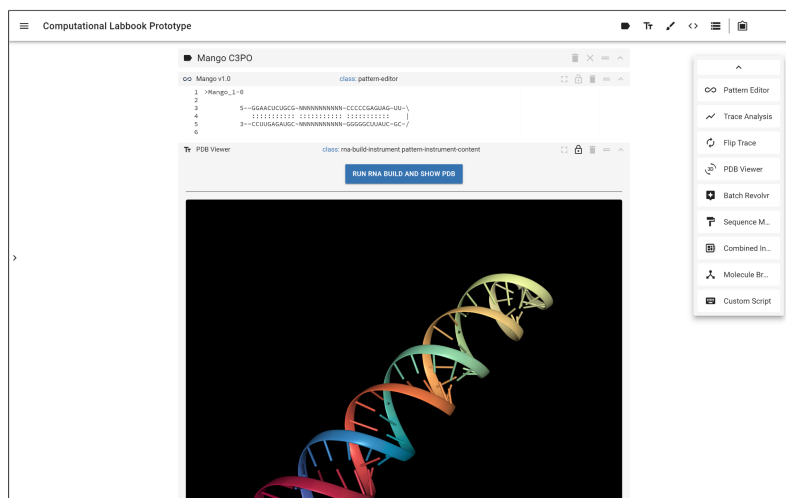 Computational Labbook Prototype
Tт
Mango C3PO
Mango v1.0 class: pattern-editor
1 >Mango_1-0
2
3 5--GGAACUCUGCG-NNNNNNNNNNN-CCCCCGAGUAG-UU-\
4 ::::::::::: ::::::::::: ::::::::::: |
5 3--CCUUGAGAUGC-NNNNNNNNNNN-GGGGGCUUAUC-GC-/
6
Tт PDB Viewer class: rna-build-instrument pattern-instrument-content
RUN RNA BUILD AND SHOW PDB
Pattern Editor
Trace Analysis
Flip Trace
3D PDB Viewer
Batch Revolvr
Sequence M...
Combined In...
Molecule Br...
Custom Script